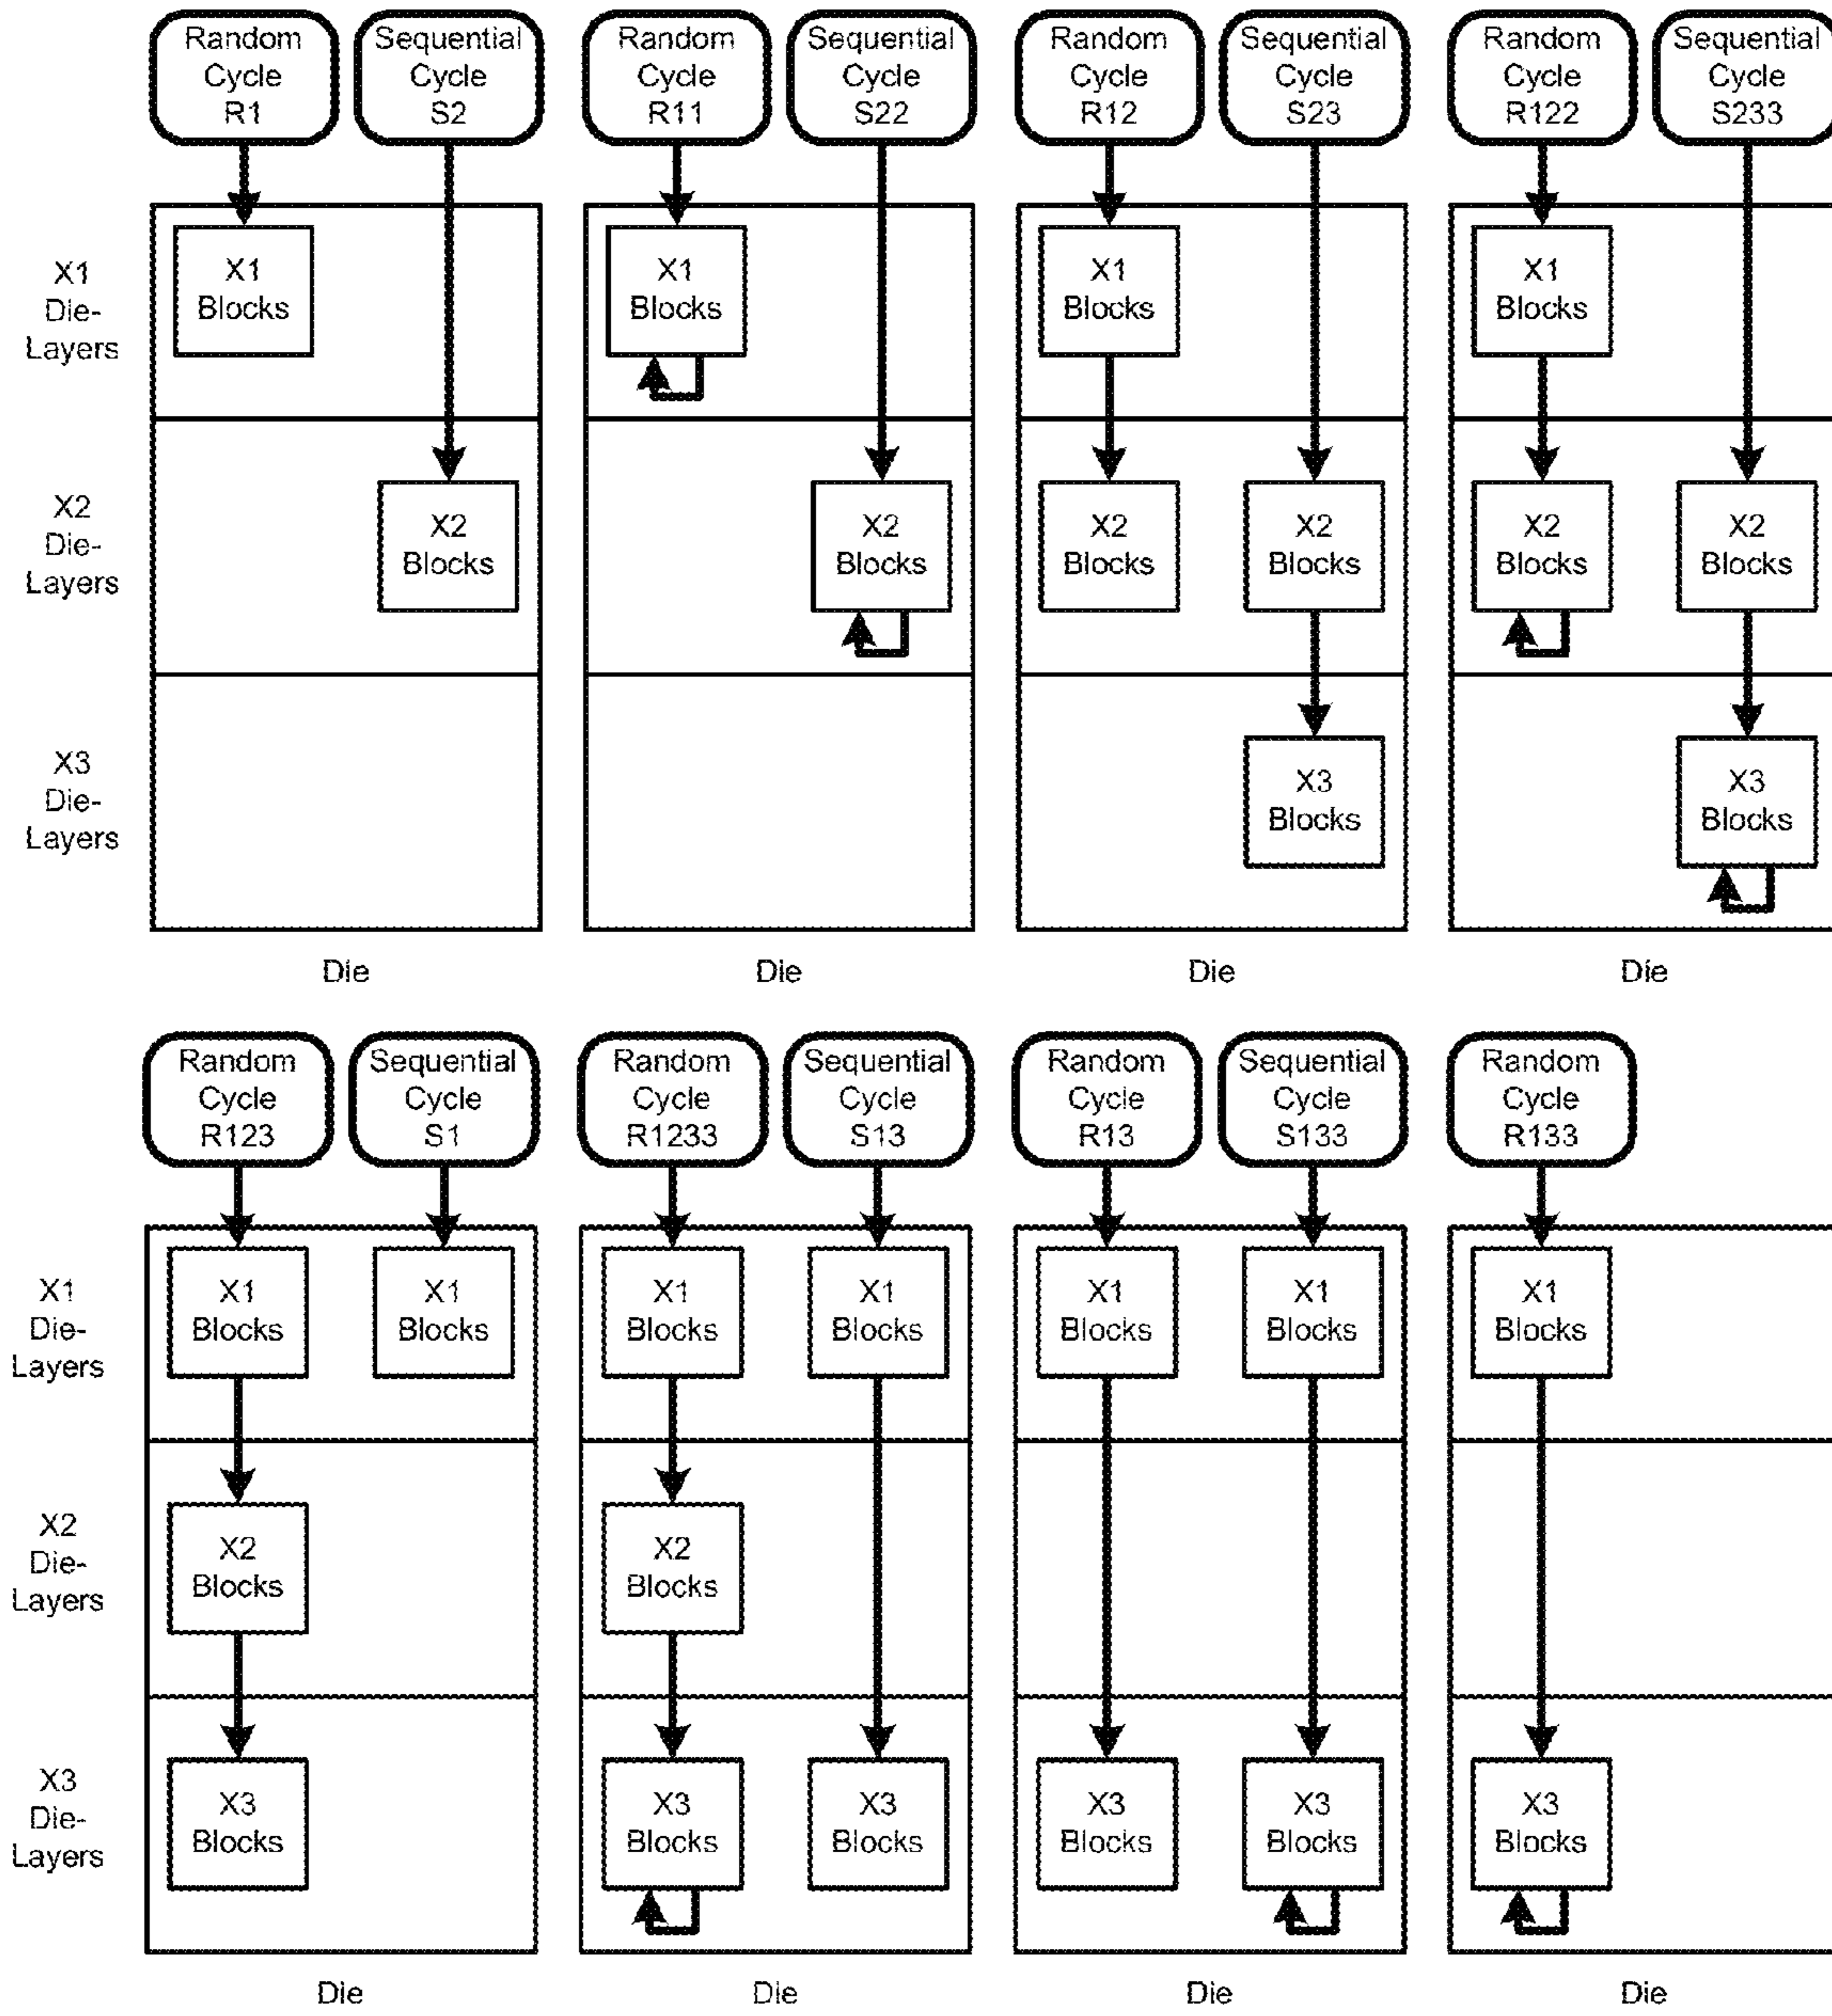 Random
Cycle
R1
Sequential
Cycle
S2
Random
Cycle
R11
Sequential
Cycle
S22
Random
Cycle
R12
Sequential
Cycle
S23
Random
Cycle
R122
Sequential
Cycle
S233
X1
Die-
Layers
X1
Blocks
X1
Blocks
X1
Blocks
X1
Blocks
X2
Die-
Layers
X2
Blocks
X2
Blocks
X2
Blocks
X2
Blocks
X2
Blocks
X2
Blocks
X3
Die-
Layers
X3
Blocks
X3
Blocks
Die
Die
Die
Die
Random
Cycle
R123
Sequential
Cycle
S1
Random
Cycle
R1233
Sequential
Cycle
S13
Random
Cycle
R13
Sequential
Cycle
S133
Random
Cycle
R133
X1
Die-
Layers
X1
Blocks
X1
Blocks
X1
Blocks
X1
Blocks
X1
Blocks
X1
Blocks
X1
Blocks
X2
Die-
Layers
X2
Blocks
X2
Blocks
X3
Die-
Layers
X3
Blocks
X3
Blocks
X3
Blocks
X3
Blocks
X3
Blocks
X3
Blocks
Die
Die
Die
Die